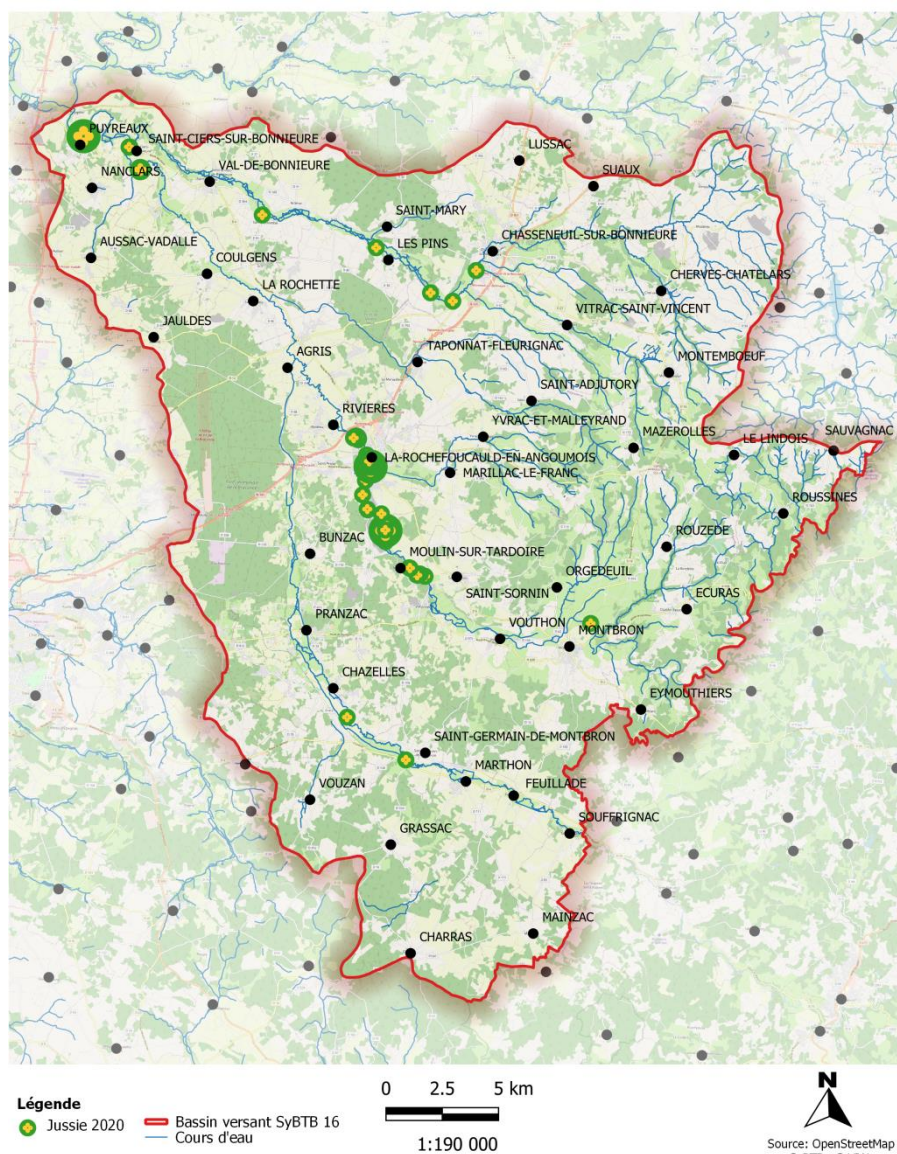 PUYREAUX
SAINT-CIERS-SUR-BONNIEURE
NANCLARS
VAL-DE-BONNIEURE
LUSSAC
SUAUX
SAINT-MARY
AUSSAC-VADALLE
LES PINS
CHASSENEUIL-SUR-BONNIEURE
COULGENS
CHERVES-CHATELARS
LA ROCHETTE
VITRAC-SAINT-VINCENT
JAULDES
AGRIS
TAPONNAT-FLEURIGNAC
MONTEMBOEUF
SAINT-ADJUTORY
RIVIERES
YVRAC-ET-MALLEYRAND
MAZEROLLES
LE LINDOIS
SAUVAGNAC
LA-ROCHEFOUCAULD-EN-ANGOUMOIS
MARILLAC-LE-FRANC
ROUSSINES
BUNZAC
ROUZEDE
MOULIN-SUR-TARDOIRE
ORGEDEUIL
SAINT-SORNIN
ECURAS
PRANZAC
VOUTHON
MONTBRON
CHAZELLES
EYMOUTHIERS
SAINT-GERMAIN-DE-MONTBRON
MARTHON
VOUZAN
FEUILLADE
SOUFFRIGNAC
GRASSAC
MAINZAC
CHARRAS
Légende
Jussie 2020
Bassin versant SyBTB 16
Cours d'eau
0 2.5 5 km
1:190 000
N
Source: OpenStreetMap